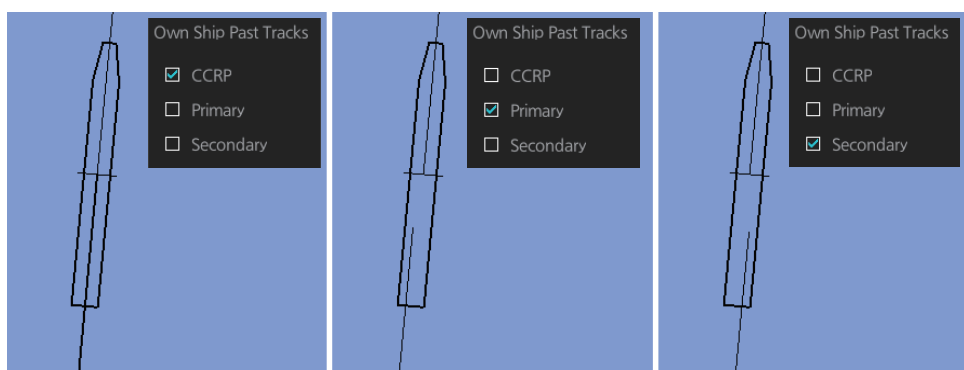 Own Ship Past Tracks
CCRP
Primary
Secondary
Own Ship Past Tracks
CCRP
Primary
Secondary
Own Ship Past Tracks
CCRP
Primary
Secondary